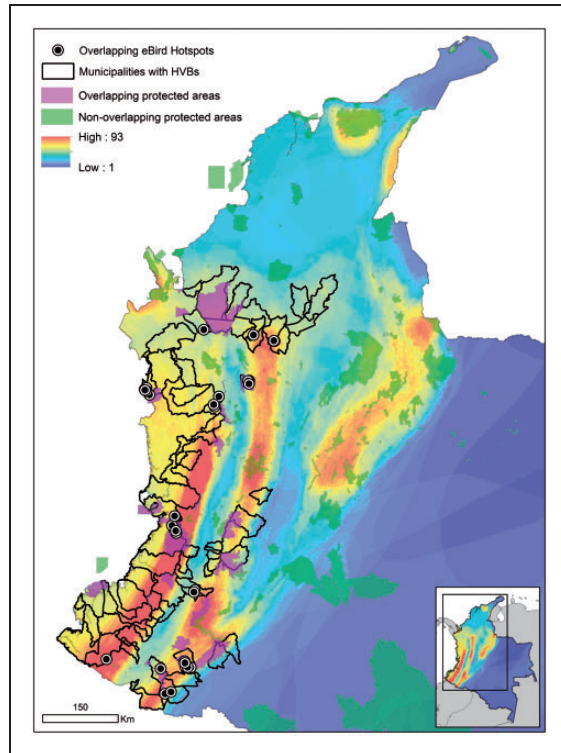 Overlapping eBird Hotspots
Municipalities with HVBs
Overlapping protected areas
Non-overlapping protected areas
High : 93
Low : 1
150
Km